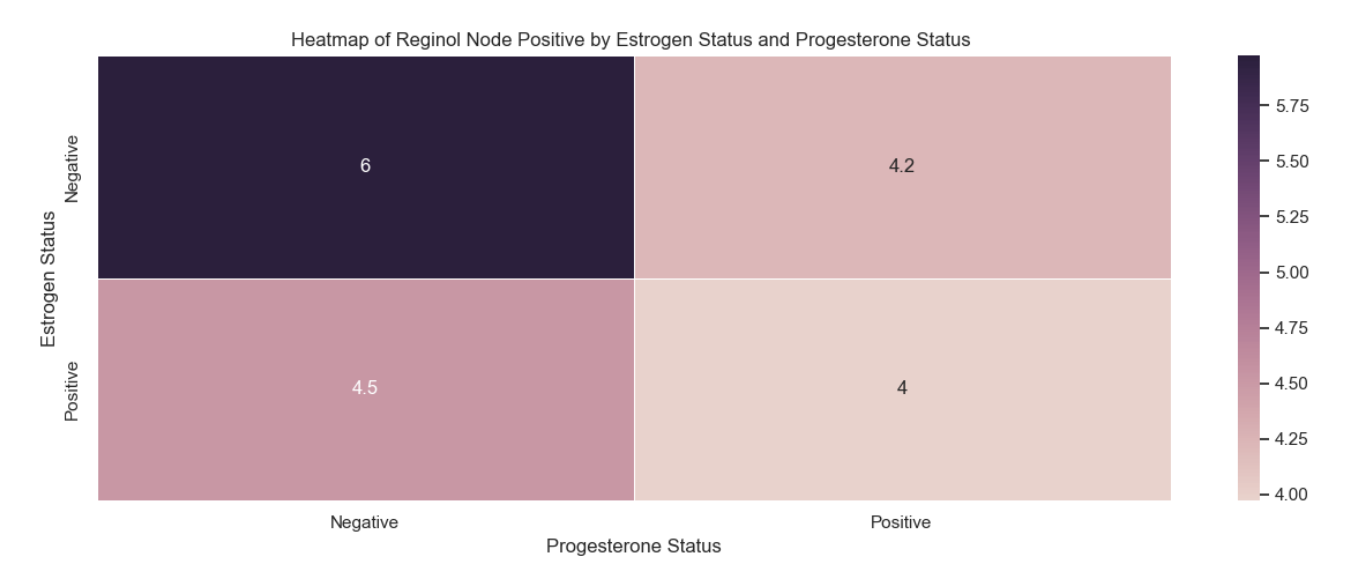 Heatmap of Reginol Node Positive by Estrogen Status and Progesterone Status
Estrogen Status
Negative
Positive
6
4.2
4.5
4
Negative
Positive
Progesterone Status
5.75
5.50
5.25
5.00
4.75
4.50
4.25
4.00